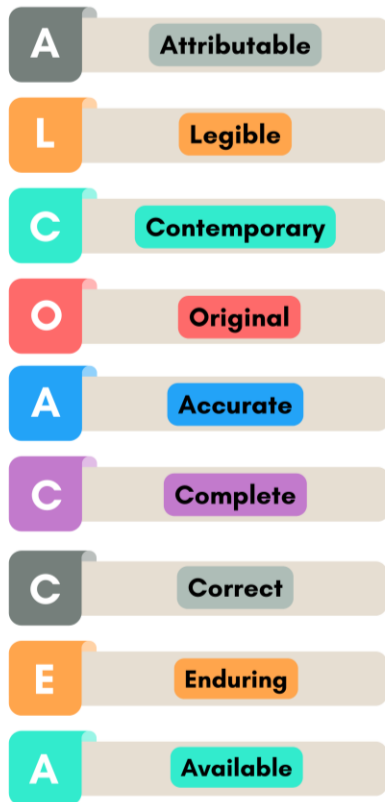 A Attributable
L Legible
C Contemporary
O Original
A Accurate
C Complete
C Correct
E Enduring
A Available